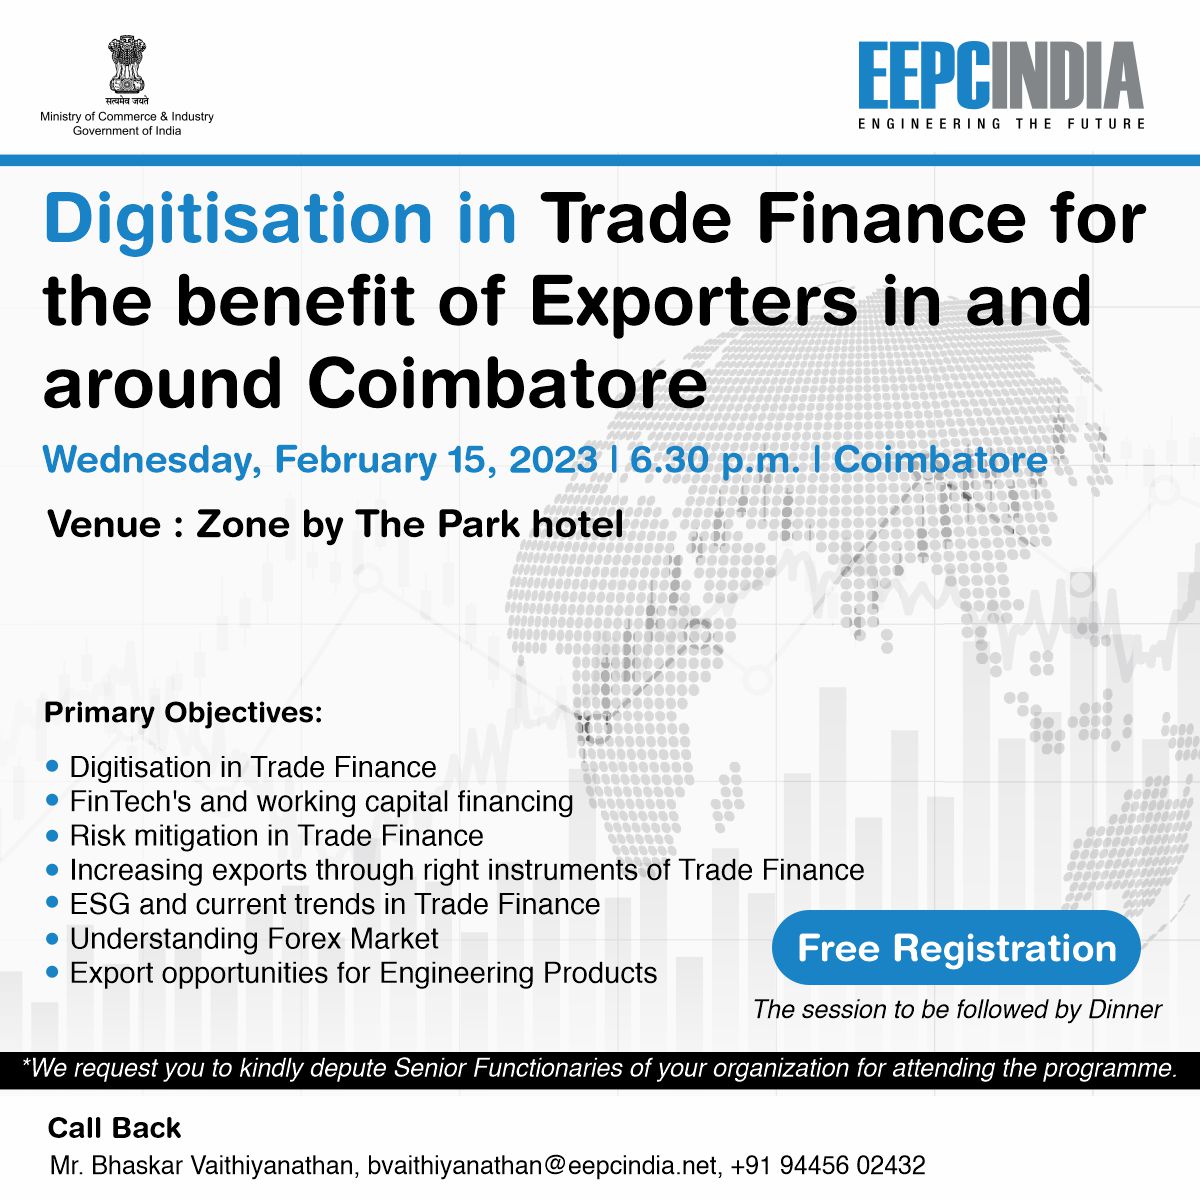 सत्यमेव जयते
Ministry of Commerce & Industry
Government of India
EEPCINDIA
ENGINEERING THE FUTURE
Digitisation in Trade Finance for
the benefit of Exporters in and
around Coimbatore
Wednesday, February 15, 2023 | 6.30 p.m. | Coimbatore
Venue : Zone by The Park hotel
Primary Objectives:
• Digitisation in Trade Finance
• FinTech's and working capital financing
• Risk mitigation in Trade Finance
• Increasing exports through right instruments of Trade Finance
• ESG and current trends in Trade Finance
• Understanding Forex Market
• Export opportunities for Engineering Products
Free Registration
The session to be followed by Dinner
*We request you to kindly depute Senior Functionaries of your organization for attending the programme.
Call Back
Mr. Bhaskar Vaithiyanathan, bvaithiyanathan@eepcindia.net, +91 94456 02432